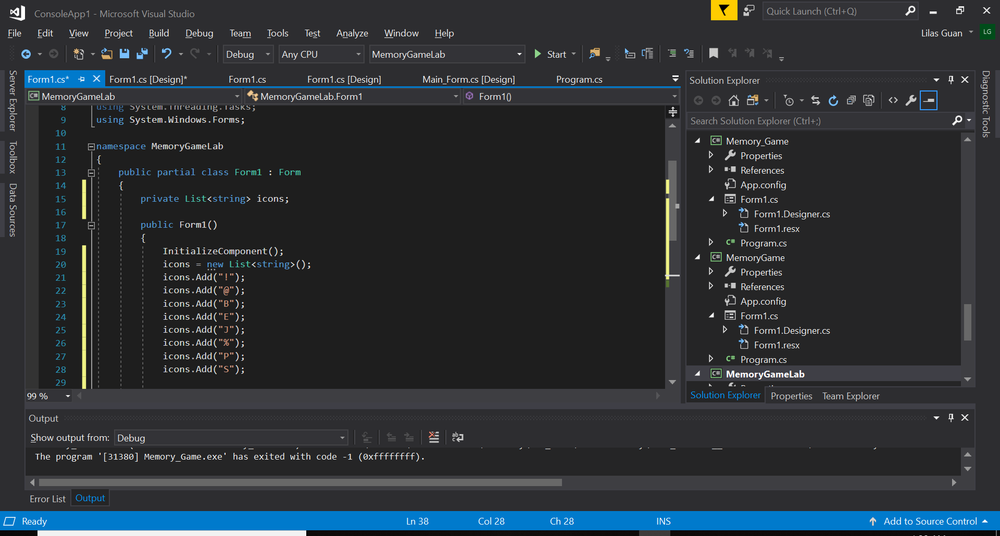 ConsoleApp1 - Microsoft Visual Studio
Quick Launch (Ctrl+Q)
File Edit View Project Build Debug Team Tools Test Analyze Window Help
Lilas Guan LG
Debug Any CPU MemoryGameLab Start
Server Explorer
Toolbox
Data Sources
Form1.cs* Form1.cs [Design]* Form1.cs Form1.cs [Design] Main_Form.cs [Design] Program.cs
C# MemoryGameLab MemoryGameLab.Form1 Form1()
8 using System.Threading.Tasks;
9 using System.Windows.Forms;
10
11 namespace MemoryGameLab
12 {
13 public partial class Form1 : Form
14 {
15 private List<string> icons;
16
17 public Form1()
18 {
19 InitializeComponent();
20 icons = new List<string>();
21 icons.Add("!");
22 icons.Add("@");
23 icons.Add("B");
24 icons.Add("E");
25 icons.Add("J");
26 icons.Add("%");
27 icons.Add("P");
28 icons.Add("S");
29
99 %
Solution Explorer
Search Solution Explorer (Ctrl+;)
C# Memory_Game
Properties
References
App.config
Form1.cs
Form1.Designer.cs
Form1.resx
C# Program.cs
C# MemoryGame
Properties
References
App.config
Form1.cs
Form1.Designer.cs
Form1.resx
C# Program.cs
C# MemoryGameLab
Solution Explorer Properties Team Explorer
Diagnostic Tools
Output
Show output from: Debug
The program '[31380] Memory_Game.exe' has exited with code -1 (0xffffffff).
Error List Output
Ready Ln 38 Col 28 Ch 28 INS Add to Source Control